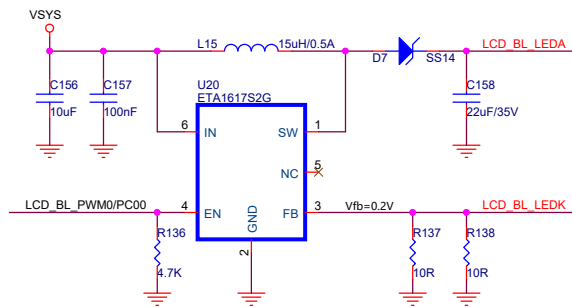 VSYS
L15 15uH/0.5A
D7 SS14 LCD_BL_LEDA
C156 C157 U20 C158
10uF 100nF ETA1617S2G 22uF/35V
6 IN SW 1
NC 5
LCD_BL_PWM0/PC00 4 EN GND FB 3 Vfb=0.2V LCD_BL_LEDK
2
R136 R137 R138
4.7K 10R 10R